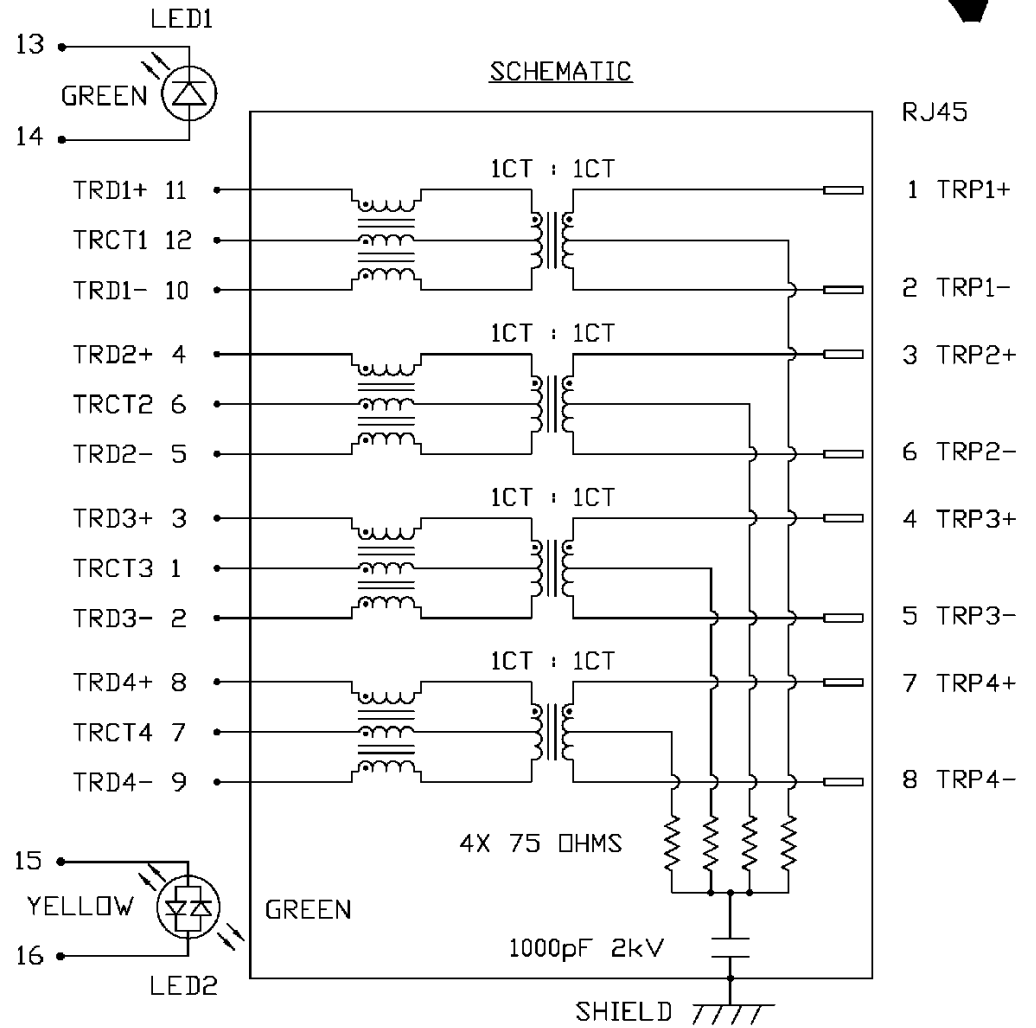 LED1
13
GREEN
14
SCHEMATIC
RJ45
1CT : 1CT
TRD1+ 11
1 TRP1+
TRCT1 12
TRD1- 10
2 TRP1-
1CT : 1CT
TRD2+ 4
3 TRP2+
TRCT2 6
TRD2- 5
6 TRP2-
1CT : 1CT
TRD3+ 3
4 TRP3+
TRCT3 1
TRD3- 2
5 TRP3-
1CT : 1CT
TRD4+ 8
7 TRP4+
TRCT4 7
TRD4- 9
8 TRP4-
4X 75 OHMS
15
YELLOW
GREEN
16
LED2
1000pF 2kV
SHIELD